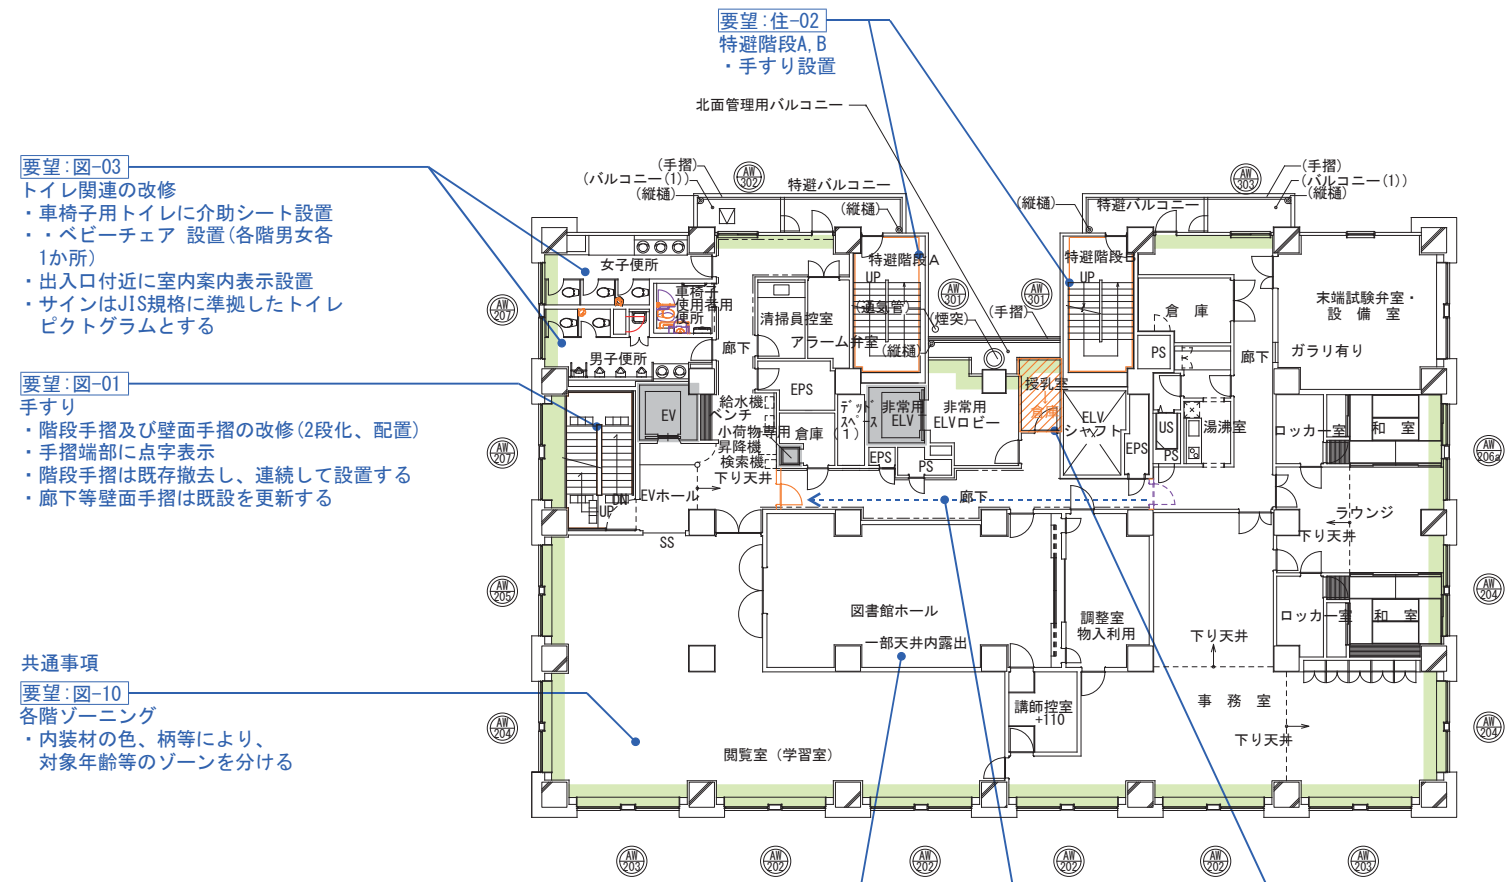 要望:住-02
特避階段A,B
・手すり設置
北面管理用バルコニー
要望:図-03
トイレ関連の改修
・車椅子用トイレに介助シート設置
・・ベビーチェア 設置(各階男女各
1か所)
・出入口付近に室内案内表示設置
・サインはJIS規格に準拠したトイレ
ピクトグラムとする
要望:図-01
手すり
・階段手摺及び壁面手摺の改修(2段化、配置)
・手摺端部に点字表示
・階段手摺は既存撤去し、連続して設置する
・廊下等壁面手摺は既設を更新する
共通事項
要望:図-10
各階ゾーニング
・内装材の色、柄等により、
対象年齢等のゾーンを分ける
(手摺)
(バルコニー(1))
(縦樋)
AW
302
特避バルコニー
(縦樋)
AW
303
(手摺)
(バルコニー(1))
(縦樋)
(縦樋)
特避バルコニー
女子便所
車椅子
使用者用
便所
男子便所
AW
207
清掃員控室
アラーム弁室
廊下
特避階段A
UP
(通気管)
(煙突)
(縦樋)
AW
301
AW
301
(手摺)
特避階段B
UP
倉 庫
PS
廊下
末端試験弁室・
設 備 室
ガラリ有り
EV
給水機
ベンチ
小荷物専用
昇降機
検索機
下り天井
EPS
倉庫(1)
デッド
スペース
非常用
ELV
非常用
ELVロビー
授乳室
倉庫
ELV
シャフト
EPS
US
PS
湯沸室
ロッカー室
和 室
AW
207
AW
206a
EPS
PS
DN
UP
EVホール
SS
廊下
ラウンジ
下り天井
AW
205
図書館ホール
一部天井内露出
調整室
物入利用
下り天井
ロッカー室
和 室
AW
204
AW
204
講師控室
+110
事 務 室
下り天井
AW
204
閲覧室(学習室)
AW
203
AW
202
AW
202
AW
202
AW
202
AW
203